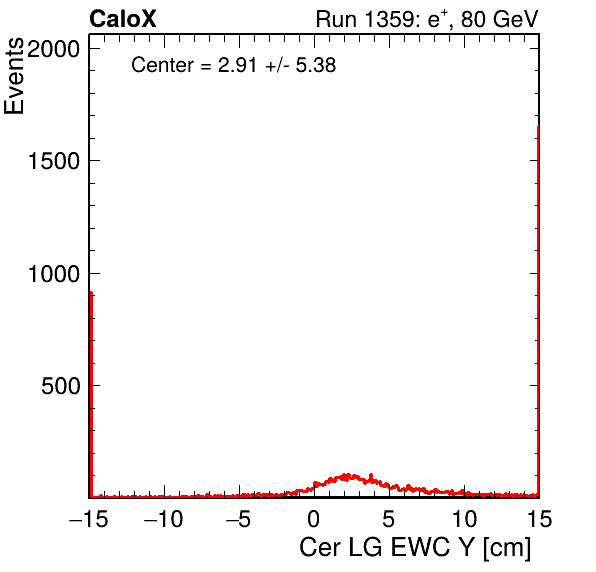 CaloX
Run 1359: e+, 80 GeV
Center = 2.91 +/- 5.38
Events
2000
1500
1000
500
−15 −10 −5 0 5 10 15
Cer LG EWC Y [cm]